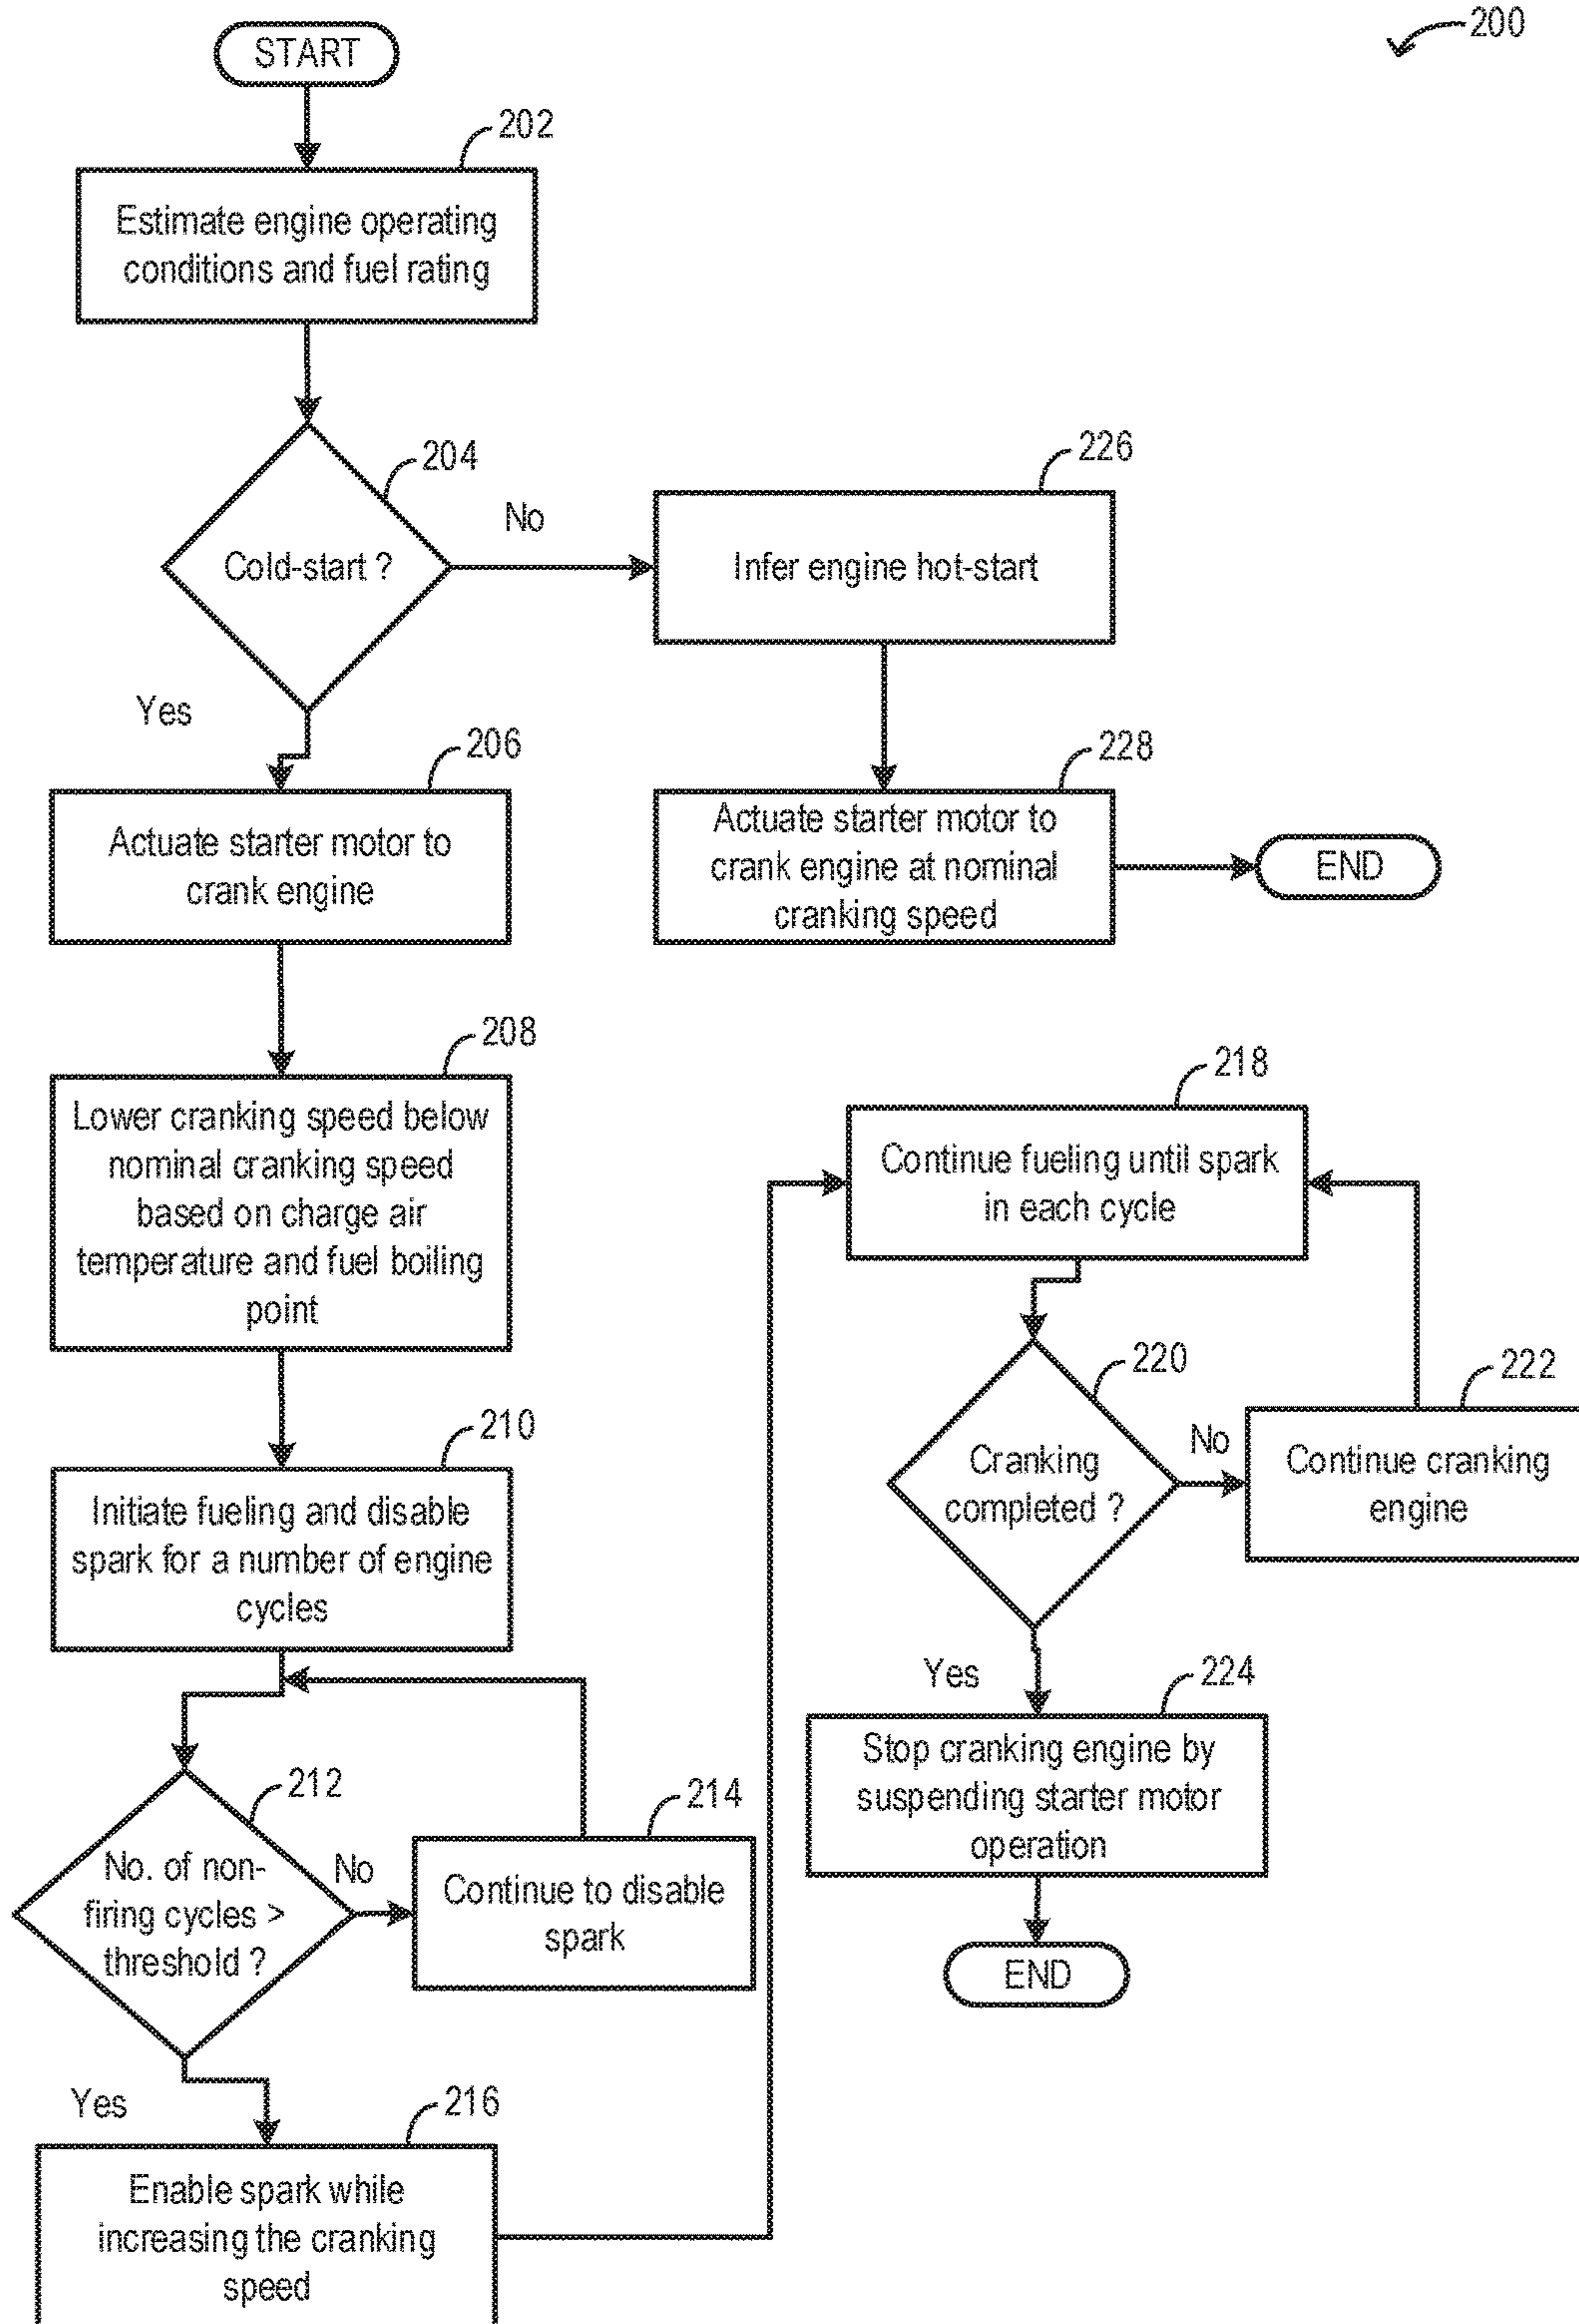 200
START
202
Estimate engine operating
conditions and fuel rating
204
Cold-start ?
No
Yes
226
Infer engine hot-start
206
Actuate starter motor to
crank engine
228
Actuate starter motor to
crank engine at nominal
cranking speed
END
208
Lower cranking speed below
nominal cranking speed
based on charge air
temperature and fuel boiling
point
210
Initiate fueling and disable
spark for a number of engine
cycles
212
No. of non-
firing cycles >
threshold ?
No
214
Continue to disable
spark
Yes
216
Enable spark while
increasing the cranking
speed
218
Continue fueling until spark
in each cycle
220
Cranking
completed ?
No
222
Continue cranking
engine
Yes
224
Stop cranking engine by
suspending starter motor
operation
END